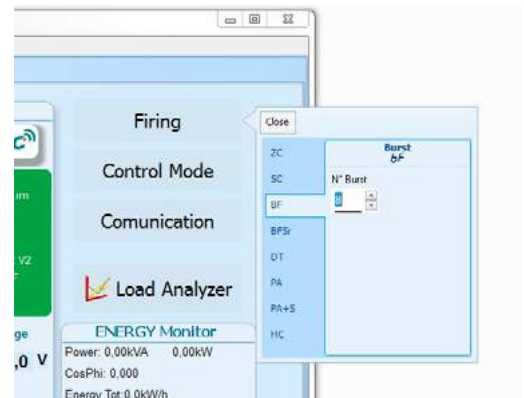 Firing
Control Mode
Comunication
Load Analyzer
ENERGY Monitor
Power: 0,00kVA 0,00kW
CosPhi: 0,000
Energy Tot:0,0kW/h
um
V2
ge
,0 V
Close
ZC
SC
BF
BFSr
DT
PA
PA+S
HC
Burst
bF
N° Burst
8